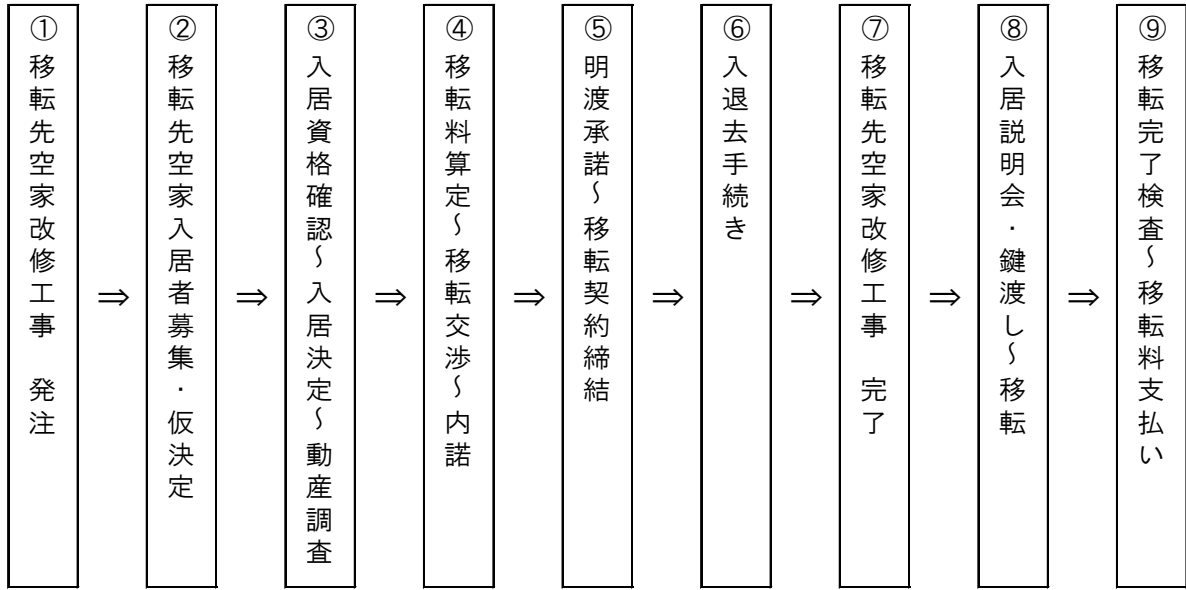 ①移転先空家改修工事　発注
⇒
②移転先空家入居者募集・仮決定
⇒
③入居資格確認～入居決定～動産調査
⇒
④移転料算定～移転交渉～内諾
⇒
⑤明渡承諾～移転契約締結
⇒
⑥入退去手続き
⇒
⑦移転先空家改修工事　完了
⇒
⑧入居説明会・鍵渡し～移転
⇒
⑨移転完了検査～移転料支払い